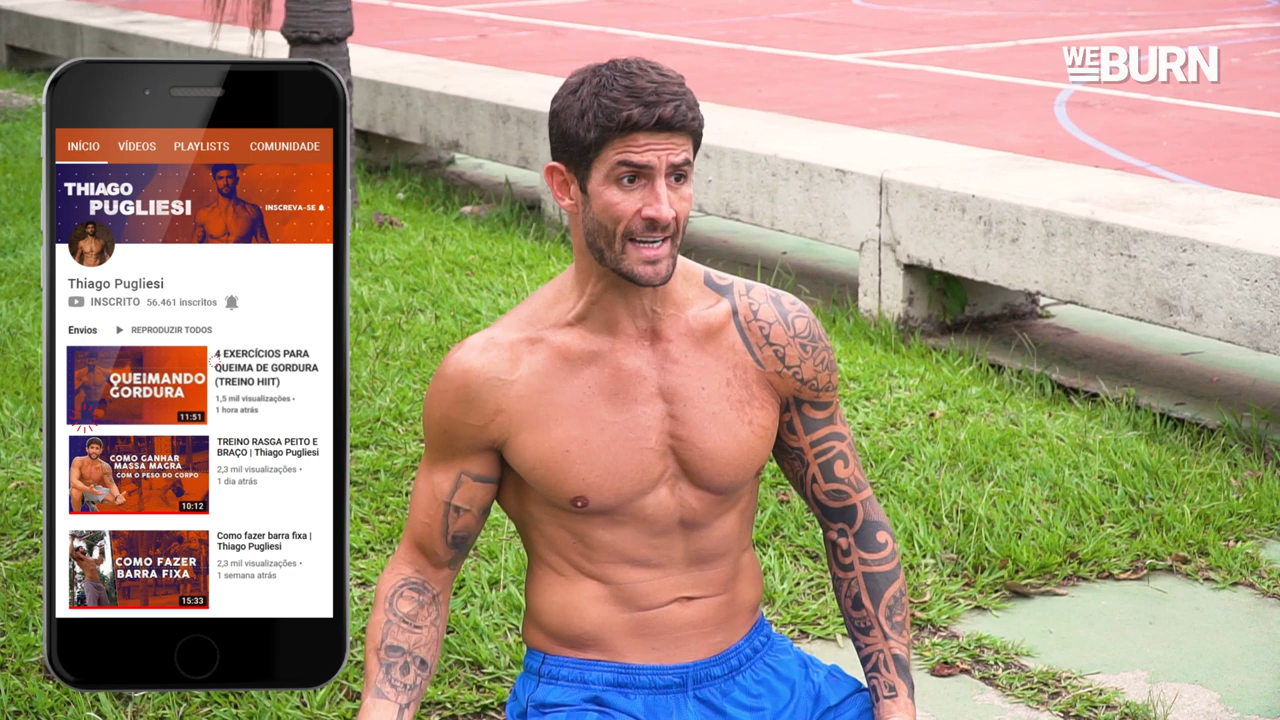 WE BURN
INÍCIO VÍDEOS PLAYLISTS COMUNIDADE
THIAGO
PUGLIESI
INSCREVA-SE
Thiago Pugliesi
INSCRITO 56.461 inscritos
Envios REPRODUZIR TODOS
QUEIMANDO
GORDURA
11:51
4 EXERCÍCIOS PARA
QUEIMA DE GORDURA
(TREINO HIIT)
1,5 mil visualizações •
1 hora atrás
COMO GANHAR
MASSA MAGRA
COM O PESO DO CORPO
10:12
TREINO RASGA PEITO E
BRAÇO | Thiago Pugliesi
2,3 mil visualizações •
1 dia atrás
COMO FAZER
BARRA FIXA
15:33
Como fazer barra fixa |
Thiago Pugliesi
2,3 mil visualizações •
1 semana atrás